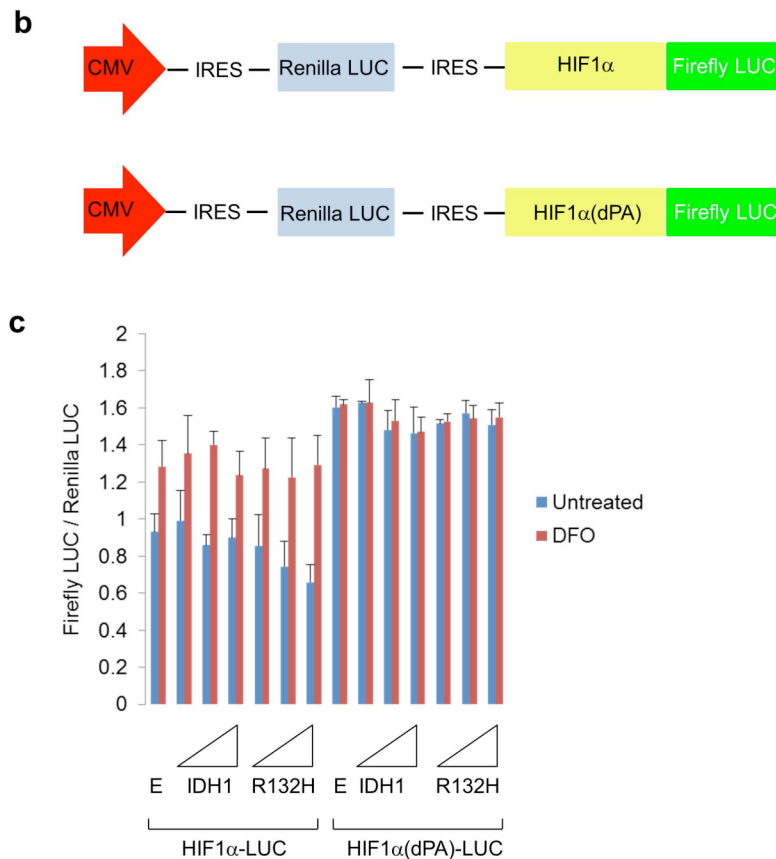 b
CMV IRES Renilla LUC IRES HIF1α Firefly LUC
CMV IRES Renilla LUC IRES HIF1α(dPA) Firefly LUC
c
Firefly LUC / Renilla LUC
2
1.8
1.6
1.4
1.2
1
0.8
0.6
0.4
0.2
0
Untreated
DFO
E IDH1 R132H E IDH1 R132H
HIF1α-LUC HIF1α(dPA)-LUC